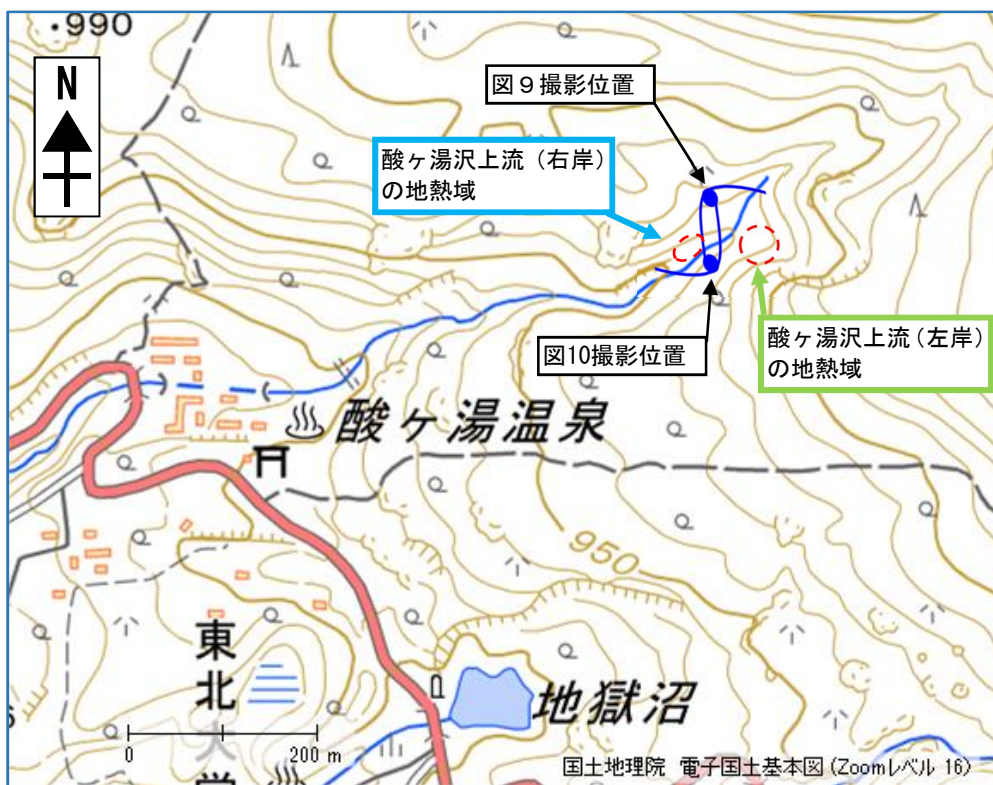 ・990
N
図9撮影位置
酸ヶ湯沢上流（右岸）
の地熱域
図10撮影位置
酸ヶ湯沢上流（左岸）
の地熱域
酸ヶ湯温泉
950
東北大学
地獄沼
0 200 m
国土地理院 電子国土基本図（Zoomレベル 16）